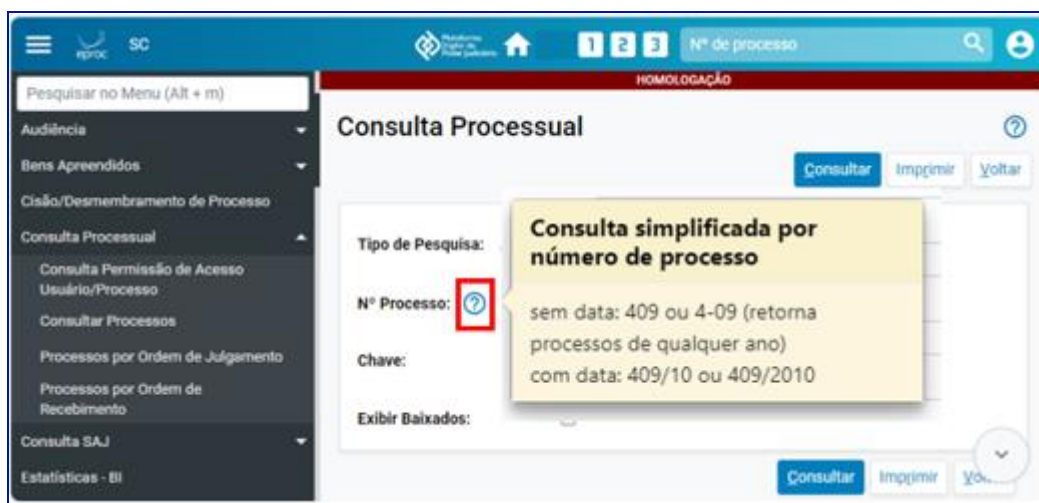 eproc SC 1 2 3 Nº de processo
HOMOLOGAÇÃO
Pesquisar no Menu (Alt + m)
Audiência
Bens Apreendidos
Cisão/Desmembramento de Processo
Consulta Processual
Consulta Permissão de Acesso
Usuário/Processo
Consultar Processos
Processos por Ordem de Julgamento
Processos por Ordem de
Recebimento
Consulta SAJ
Estatísticas - BI
Consulta Processual
Consultar Imprimir Voltar
Tipo de Pesquisa:
Nº Processo:
Chave:
Exibir Baixados:
Consulta simplificada por
número de processo
sem data: 409 ou 4-09 (retorna
processos de qualquer ano)
com data: 409/10 ou 409/2010
Consultar Imprimir